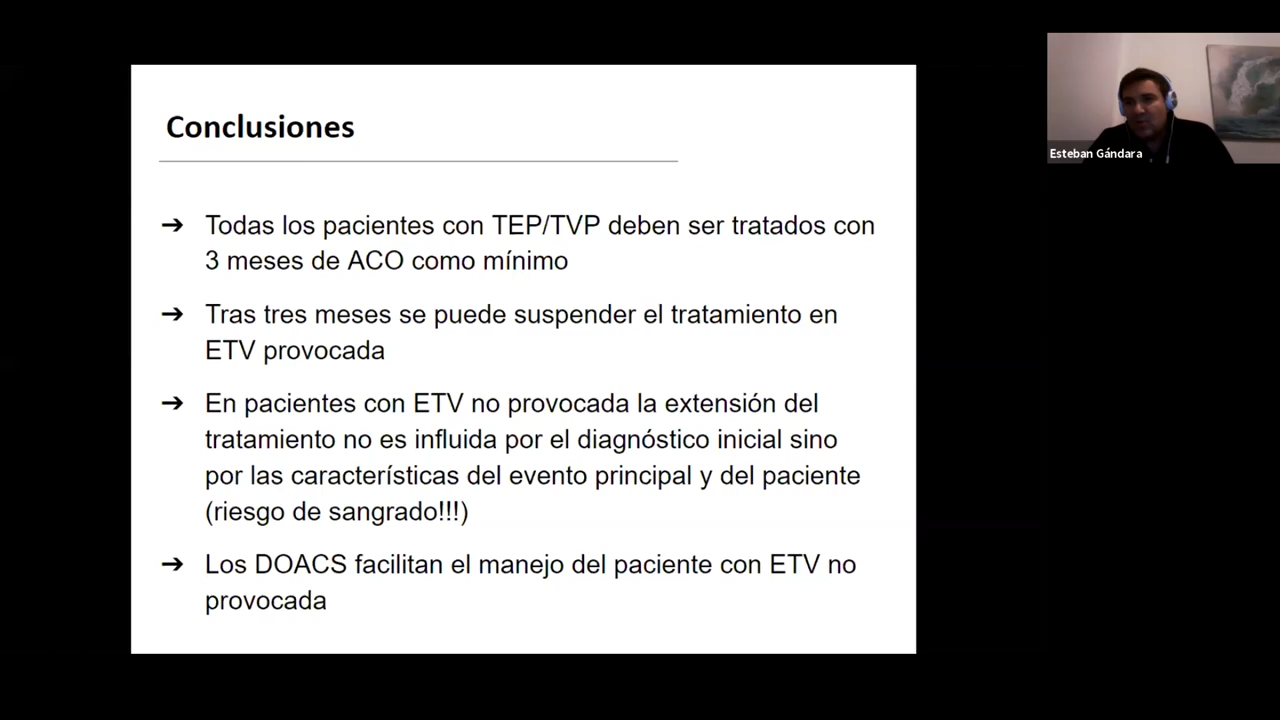 Conclusiones
➔ Todas los pacientes con TEP/TVP deben ser tratados con
3 meses de ACO como mínimo
➔ Tras tres meses se puede suspender el tratamiento en
ETV provocada
➔ En pacientes con ETV no provocada la extensión del
tratamiento no es influida por el diagnóstico inicial sino
por las características del evento principal y del paciente
(riesgo de sangrado!!!)
➔ Los DOACS facilitan el manejo del paciente con ETV no
provocada
Esteban Gándara